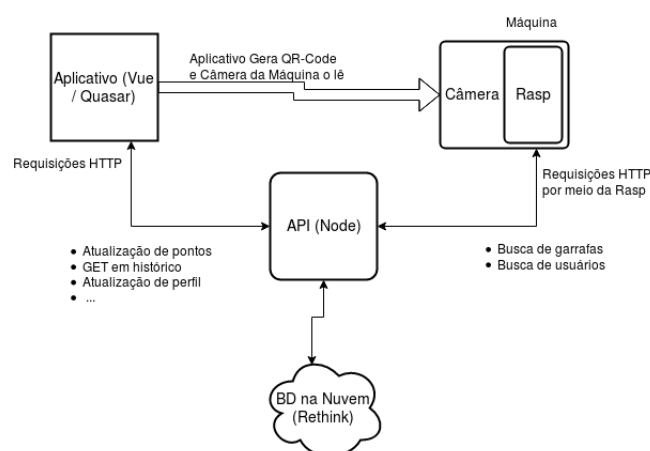 Máquina
Aplicativo (Vue
/ Quasar)
Aplicativo Gera QR-Code
e Câmera da Máquina o lê
Câmera
Rasp
Requisições HTTP
Requisições HTTP
por meio da Rasp
API (Node)
• Atualização de pontos
• GET em histórico
• Atualização de perfil
• ...
• Busca de garrafas
• Busca de usuários
BD na Nuvem
(Rethink)